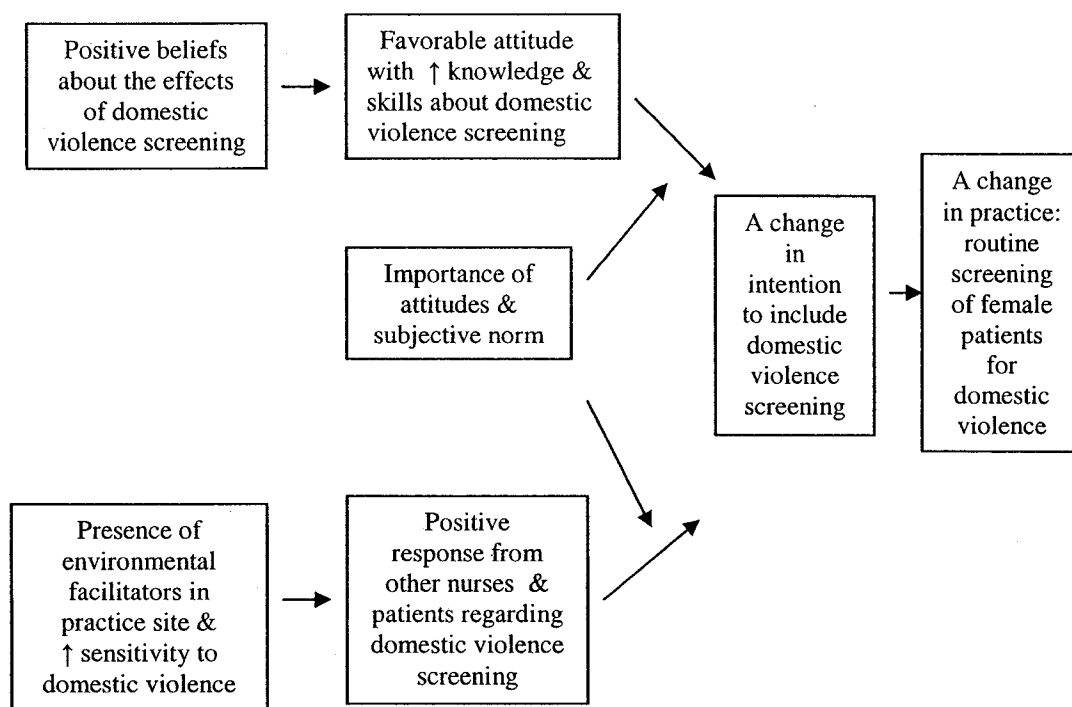 Positive beliefs
about the effects
of domestic
violence screening
Favorable attitude
with ↑ knowledge &
skills about domestic
violence screening
Importance of
attitudes &
subjective norm
Presence of
environmental
facilitators in
practice site &
↑ sensitivity to
domestic violence
Positive
response from
other nurses &
patients regarding
domestic violence
screening
A change
in
intention
to include
domestic
violence
screening
A change
in practice:
routine
screening
of female
patients
for
domestic
violence